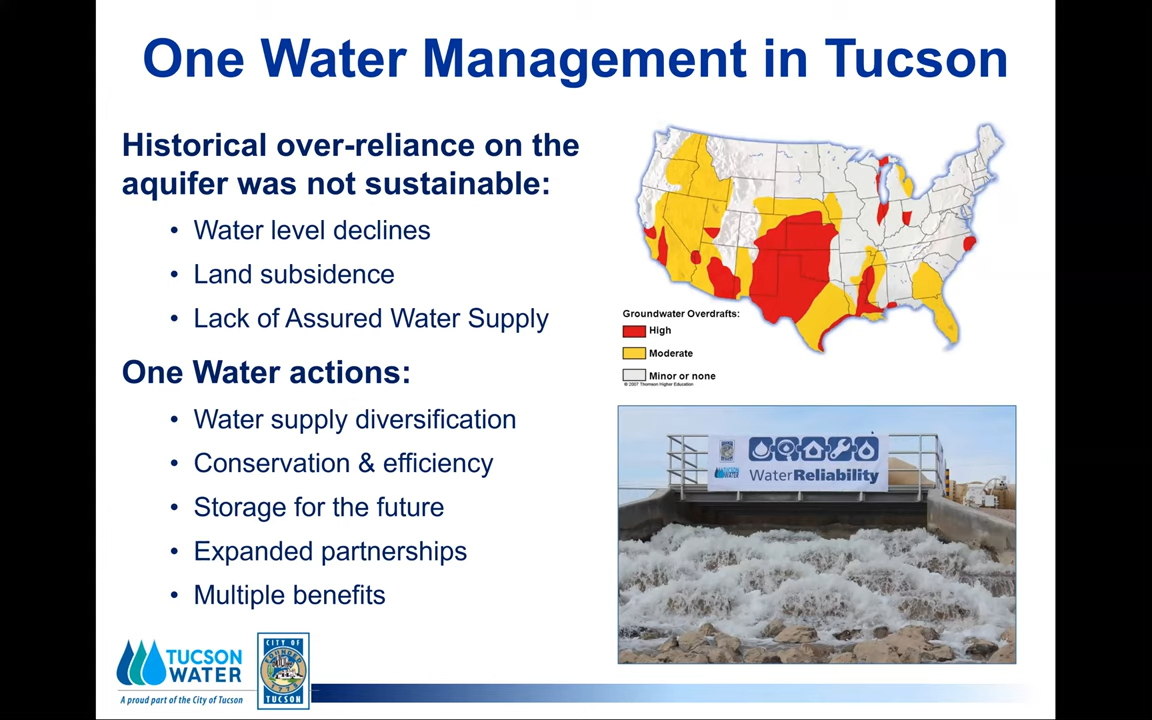 One Water Management in Tucson
Historical over-reliance on the
aquifer was not sustainable:
• Water level declines
• Land subsidence
• Lack of Assured Water Supply
One Water actions:
• Water supply diversification
• Conservation & efficiency
• Storage for the future
• Expanded partnerships
• Multiple benefits
Groundwater Overdrafts:
High
Moderate
Minor or none
© 2007 Thomson Higher Education
TUCSON
WATER
WaterReliability
TUCSON
WATER
A proud part of the City of Tucson
CITY OF
TUCSON